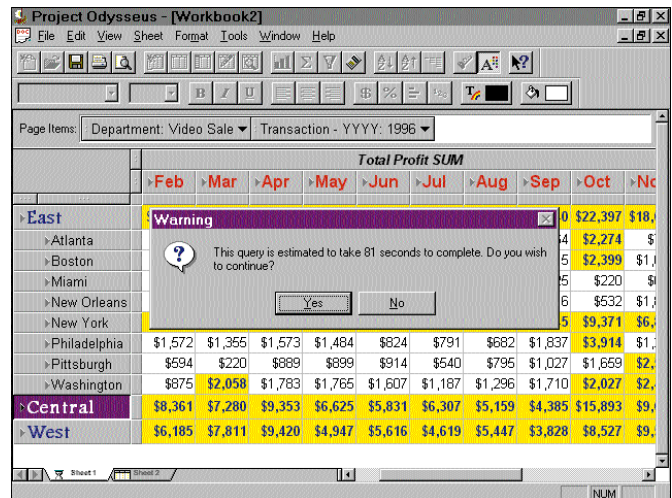 Project Odysseus - [Workbook2]
File Edit View Sheet Format Tools Window Help
B I U $ %
Page Items: Department: Video Sale Transaction - YYYY: 1996
Total Profit SUM
Feb Mar Apr May Jun Jul Aug Sep Oct
East $22,397
Atlanta $2,274
Boston $2,399
Miami $220
New Orleans $532
New York $9,371
Warning
This query is estimated to take 81 seconds to complete. Do you wish
to continue?
Yes No
Philadelphia $1,572 $1,355 $1,573 $1,484 $824 $791 $682 $1,837 $3,914
Pittsburgh $594 $220 $889 $899 $914 $540 $795 $1,027 $1,659
Washington $875 $2,058 $1,783 $1,765 $1,607 $1,187 $1,296 $1,710 $2,027
Central $8,361 $7,280 $9,353 $6,625 $5,831 $6,307 $5,159 $4,385 $15,893
West $6,185 $7,811 $9,420 $4,947 $5,616 $4,619 $5,447 $3,828 $8,527
Sheet 1 Sheet 2
NUM